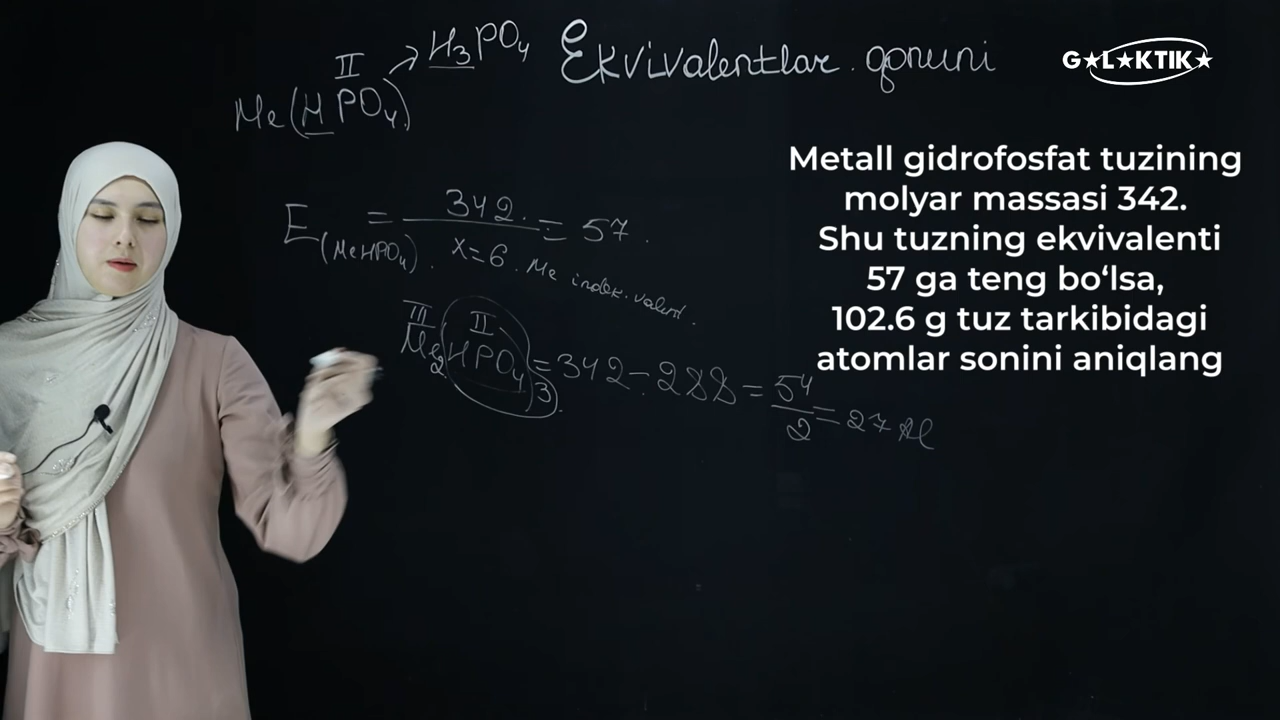 Ekvivalentlar qonuni
G★L★KTIK★
II → H₃PO₄
Me(HPO₄)
Metall gidrofosfat tuzining
molyar massasi 342.
Shu tuzning ekvivalenti
57 ga teng bo‘lsa,
102.6 g tuz tarkibidagi
atomlar sonini aniqlang
E(MeHPO₄) = 342 / x=6 = 57.
Me indek. valent.
III II
Me₂(HPO₄)₃ = 342 - 288 = 54 / 2 = 27 Al